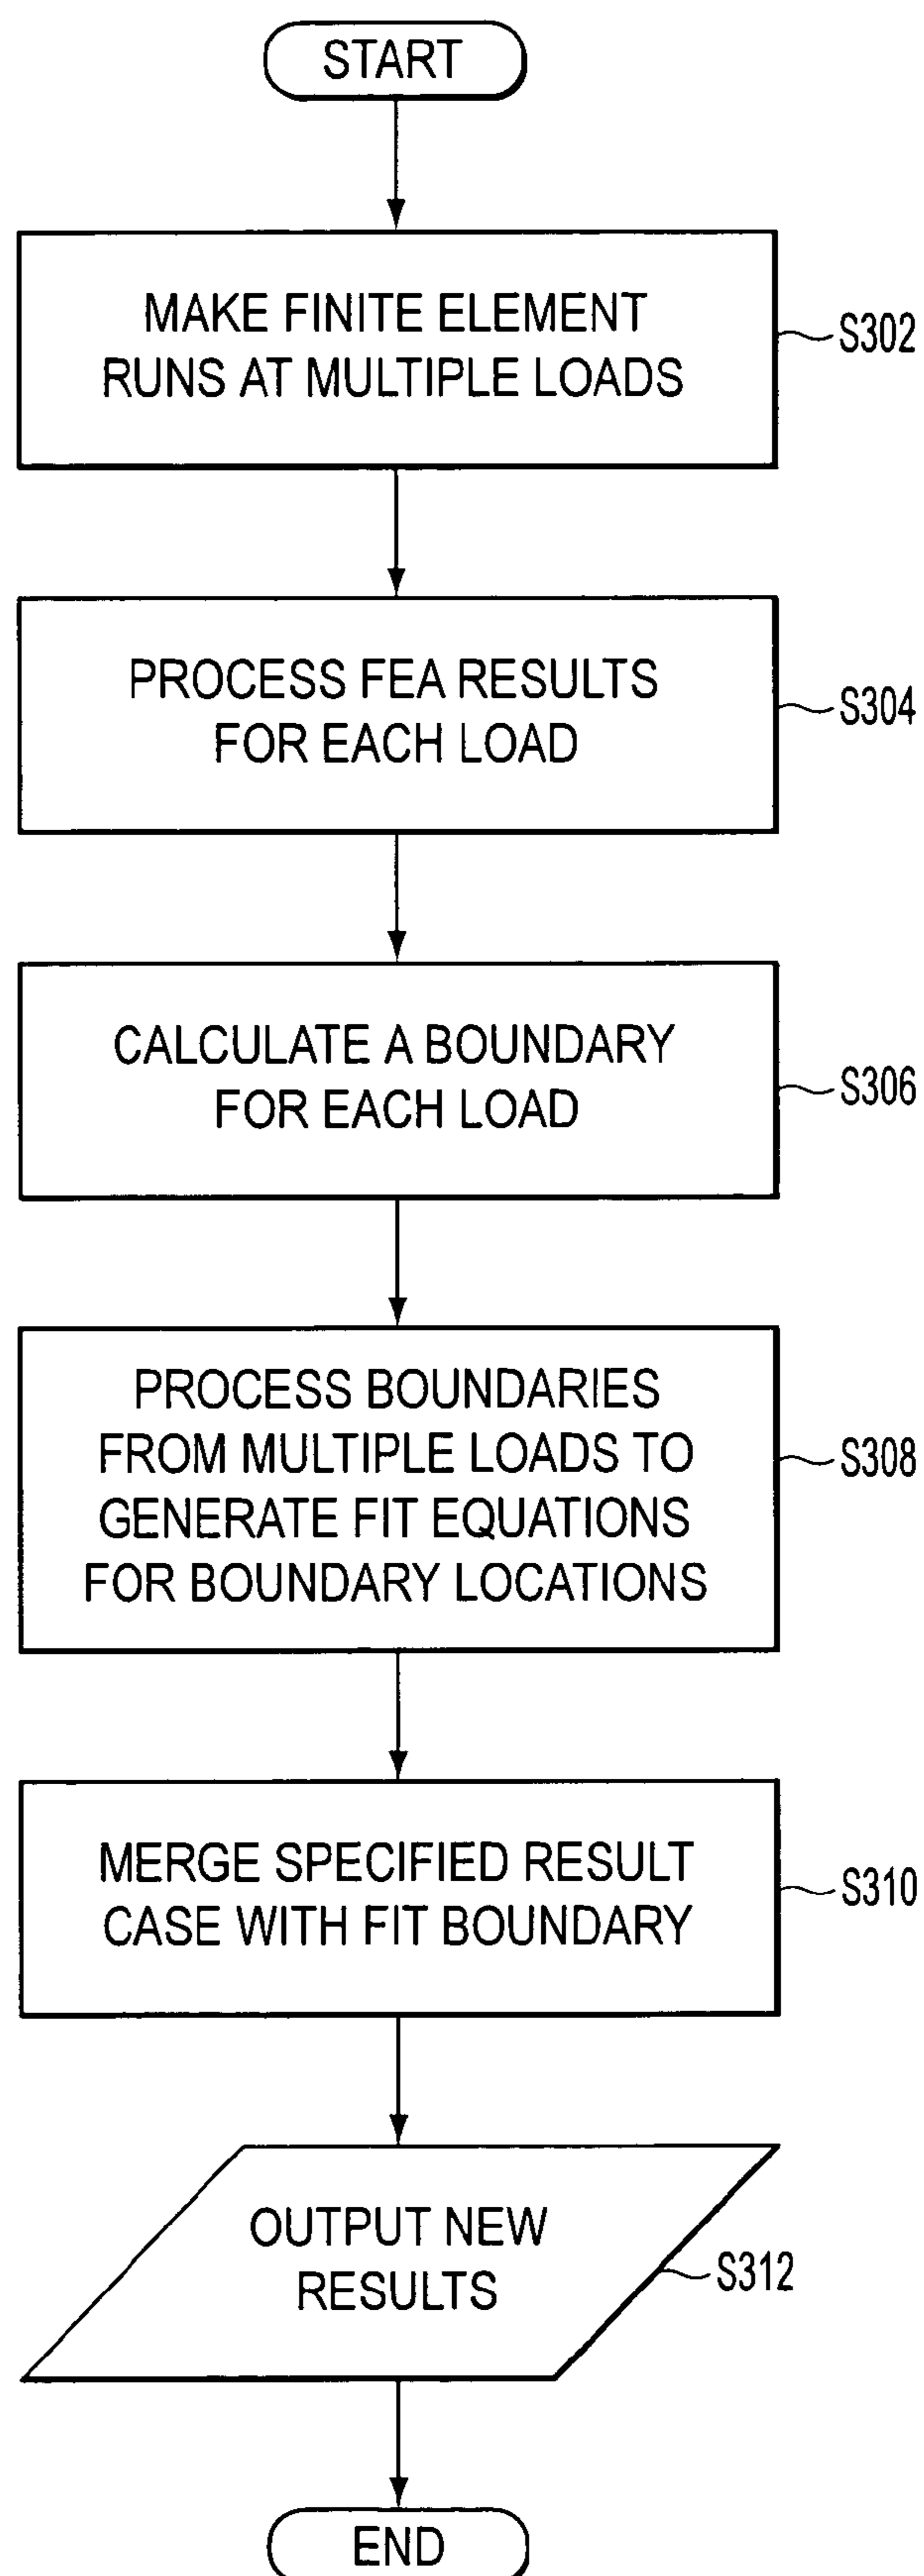 START
MAKE FINITE ELEMENT
RUNS AT MULTIPLE LOADS
S302
PROCESS FEA RESULTS
FOR EACH LOAD
S304
CALCULATE A BOUNDARY
FOR EACH LOAD
S306
PROCESS BOUNDARIES
FROM MULTIPLE LOADS TO
GENERATE FIT EQUATIONS
FOR BOUNDARY LOCATIONS
S308
MERGE SPECIFIED RESULT
CASE WITH FIT BOUNDARY
S310
OUTPUT NEW
RESULTS
S312
END